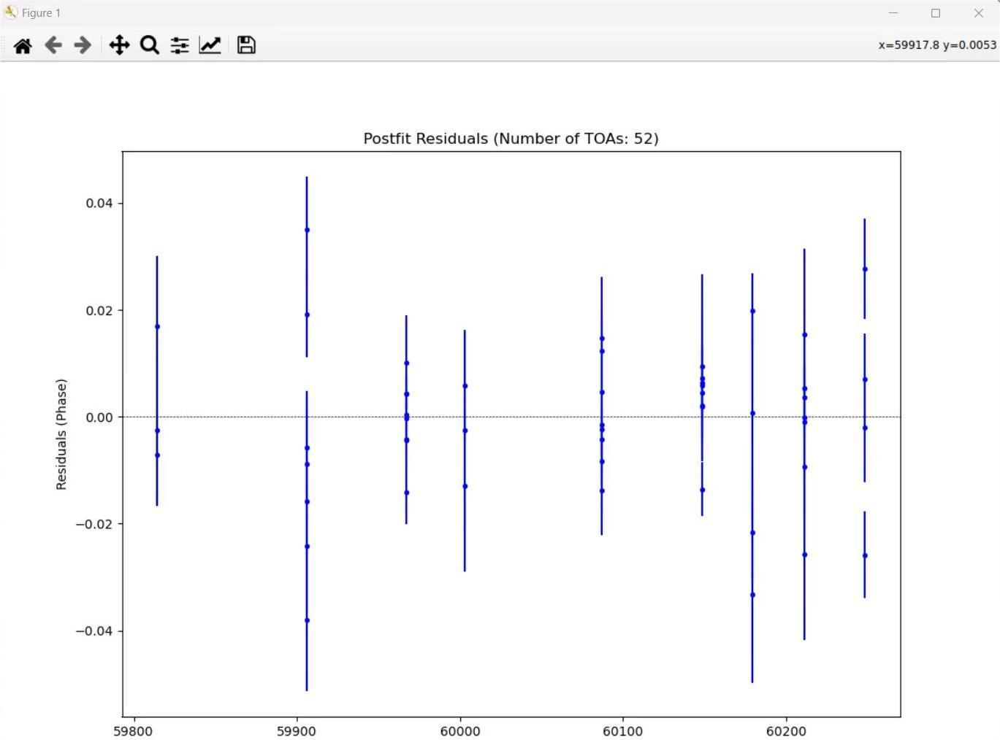 Figure 1
x=59917.8 y=0.0053
Postfit Residuals (Number of TOAs: 52)
Residuals (Phase)
0.04
0.02
0.00
−0.02
−0.04
59800 59900 60000 60100 60200